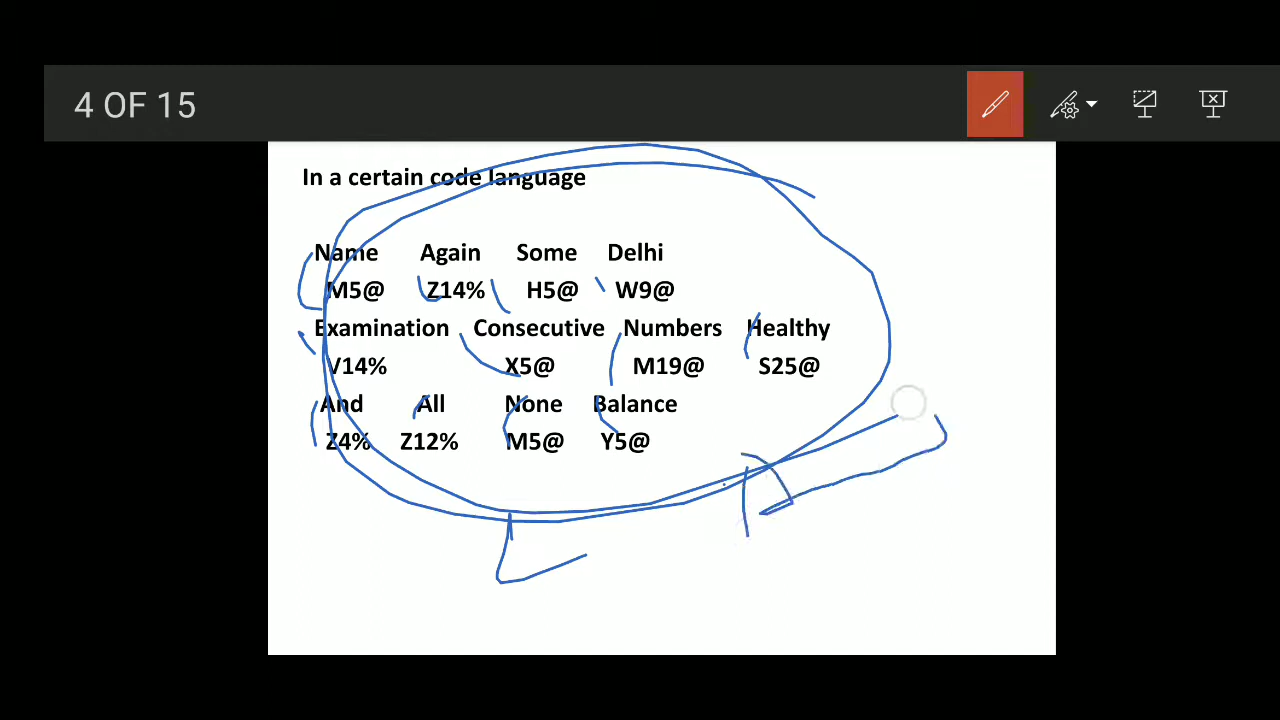 4 OF 15
In a certain code language
Name Again Some Delhi
M5@ Z14% H5@ W9@
Examination Consecutive Numbers Healthy
V14% X5@ M19@ S25@
And All None Balance
Z4% Z12% M5@ Y5@